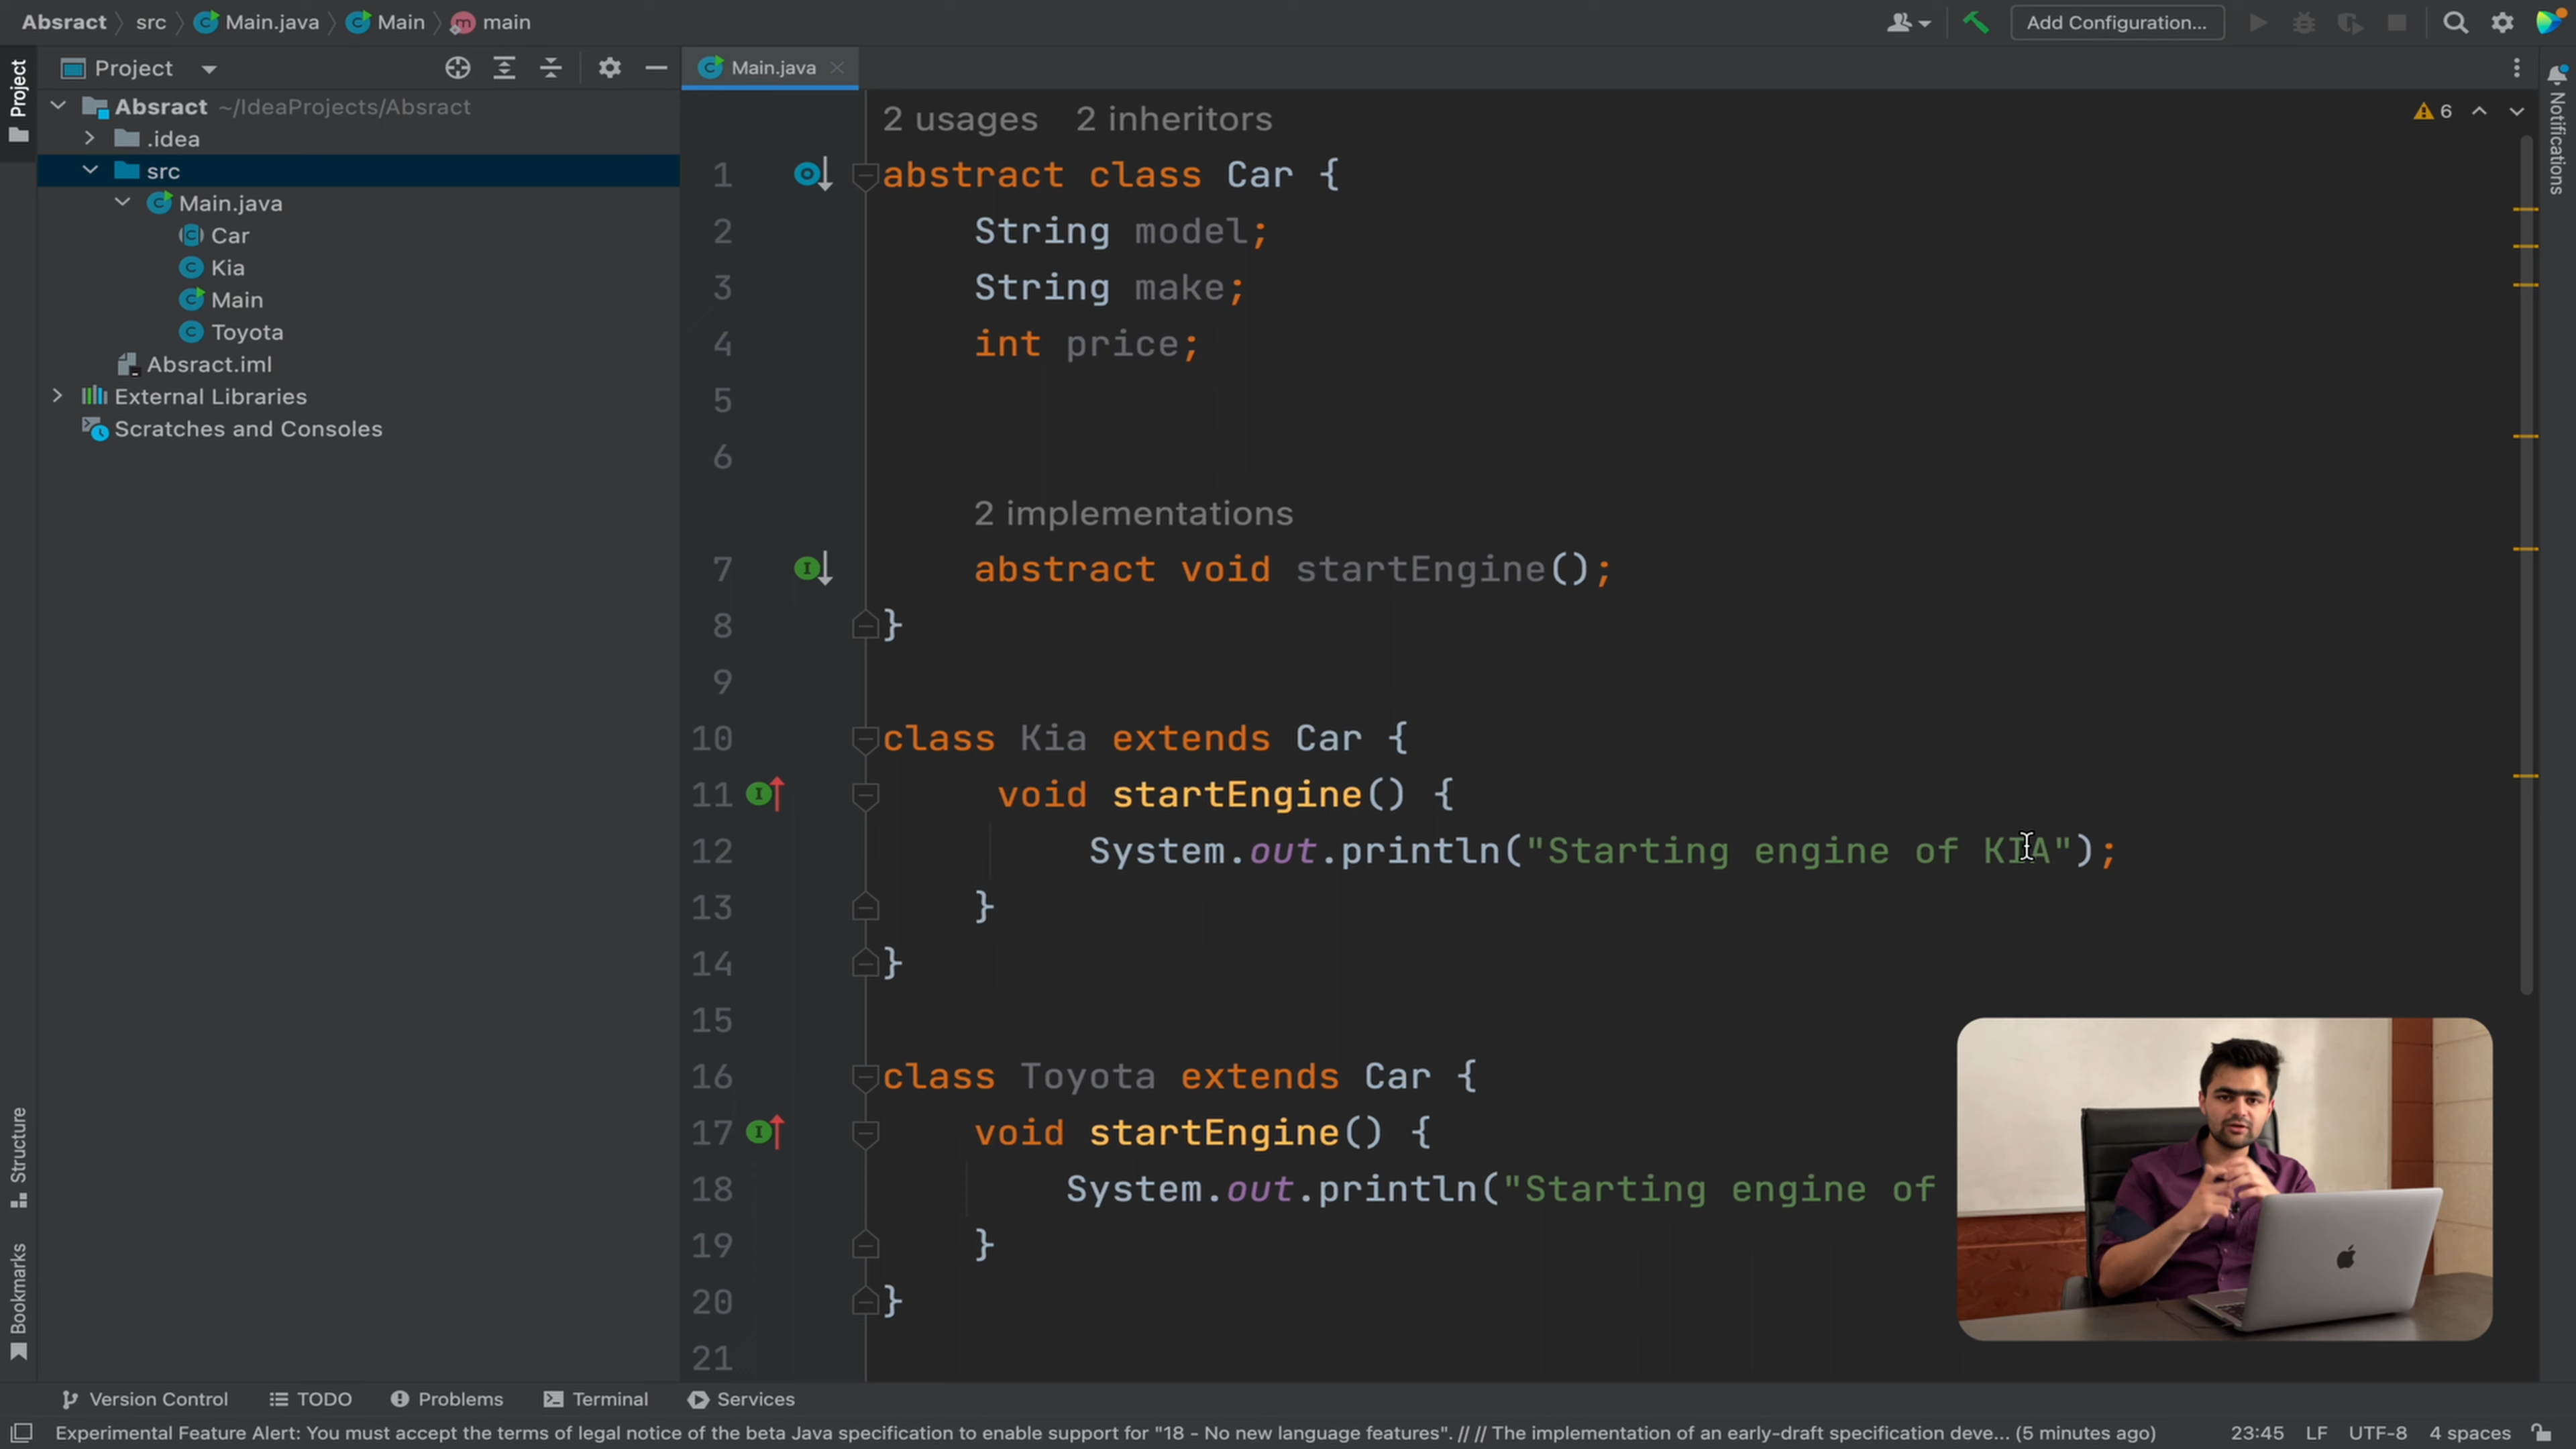 Absract src Main.java Main main
Add Configuration...
Project
Main.java
Project
Absract ~/IdeaProjects/Absract
.idea
src
Main.java
Car
Kia
Main
Toyota
Absract.iml
External Libraries
Scratches and Consoles
Structure
Bookmarks
Notifications
6
2 usages 2 inheritors
1 abstract class Car {
2 String model;
3 String make;
4 int price;
5
6
2 implementations
7 abstract void startEngine();
8 }
9
10 class Kia extends Car {
11 void startEngine() {
12 System.out.println("Starting engine of KIA");
13 }
14 }
15
16 class Toyota extends Car {
17 void startEngine() {
18 System.out.println("Starting engine of
19 }
20 }
21
Version Control TODO Problems Terminal Services
Experimental Feature Alert: You must accept the terms of legal notice of the beta Java specification to enable support for "18 - No new language features". // // The implementation of an early-draft specification deve... (5 minutes ago) 23:45 LF UTF-8 4 spaces